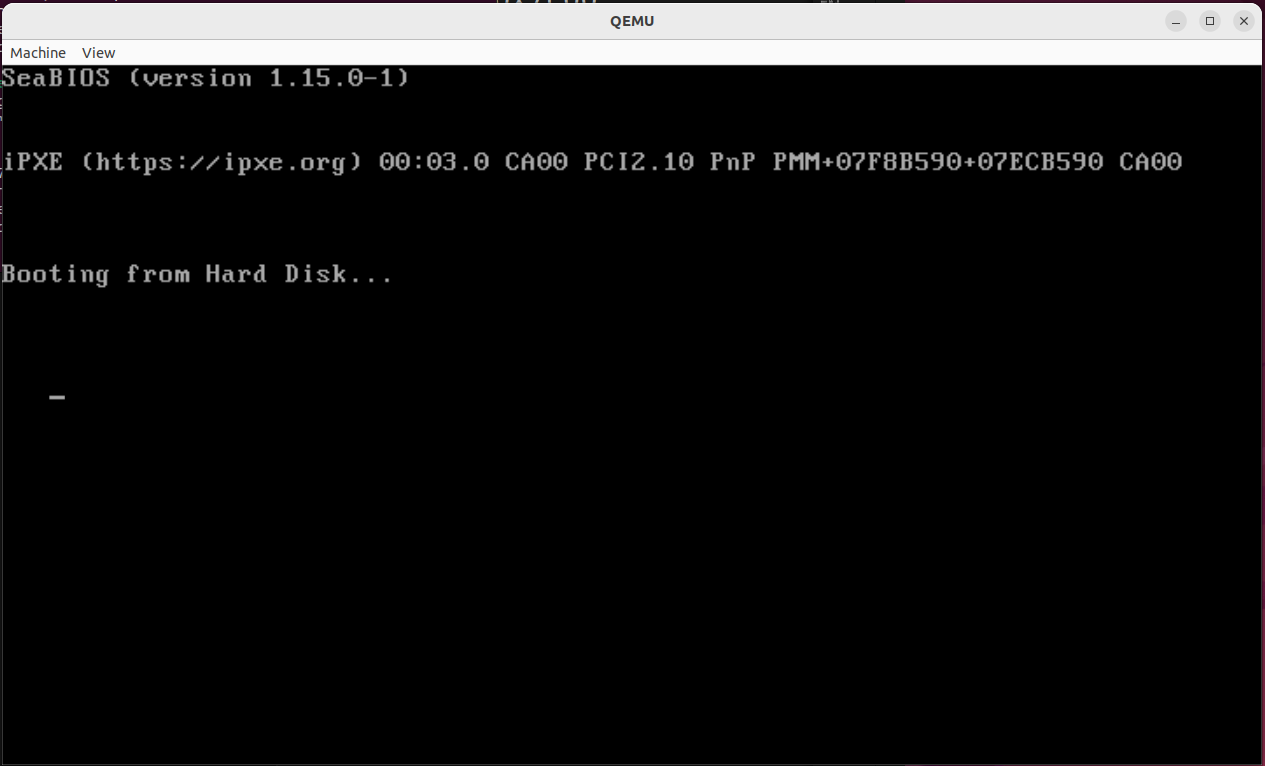 QEMU
Machine View
SeaBIOS (version 1.15.0-1)
iPXE (https://ipxe.org) 00:03.0 CA00 PCI2.10 PnP PMM+07F8B590+07ECB590 CA00
Booting from Hard Disk...
_